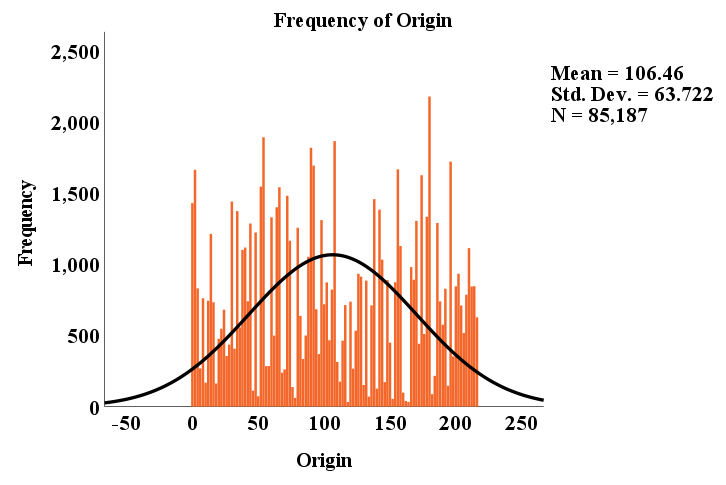 Frequency of Origin
Mean = 106.46
Std. Dev. = 63.722
N = 85,187
2,500
2,000
1,500
1,000
500
0
Frequency
-50 0 50 100 150 200 250
Origin